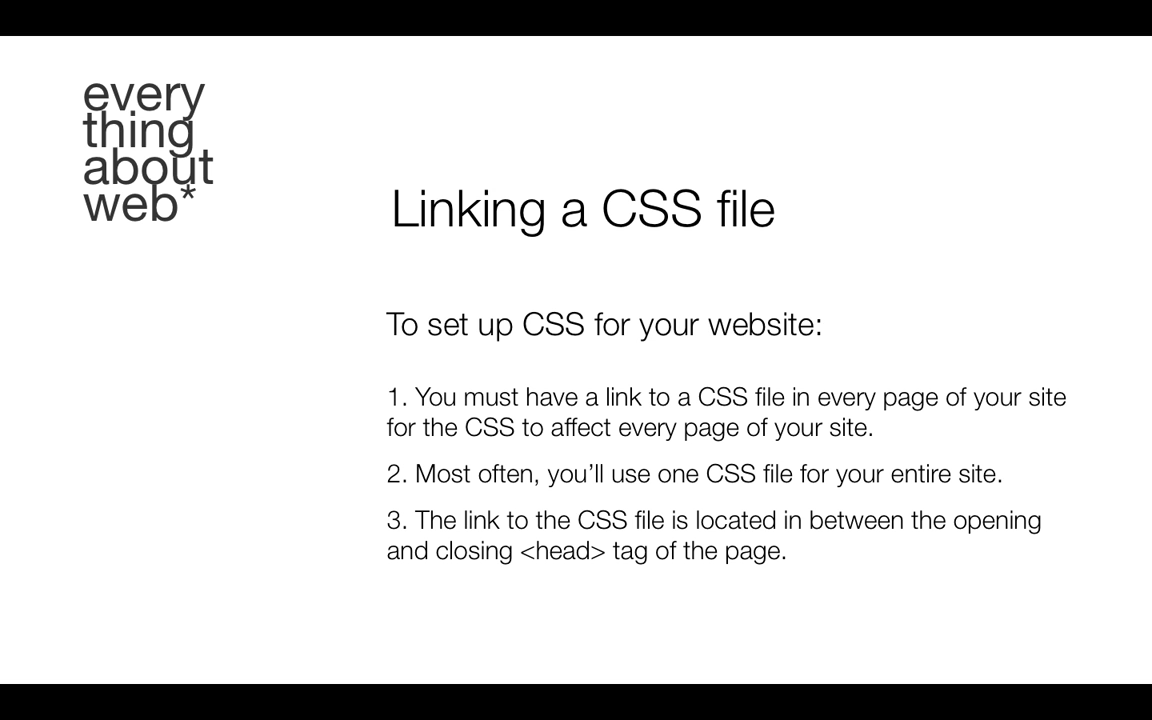 every
thing
about
web*
Linking a CSS file
To set up CSS for your website:
1. You must have a link to a CSS file in every page of your site
for the CSS to affect every page of your site.
2. Most often, you’ll use one CSS file for your entire site.
3. The link to the CSS file is located in between the opening
and closing <head> tag of the page.